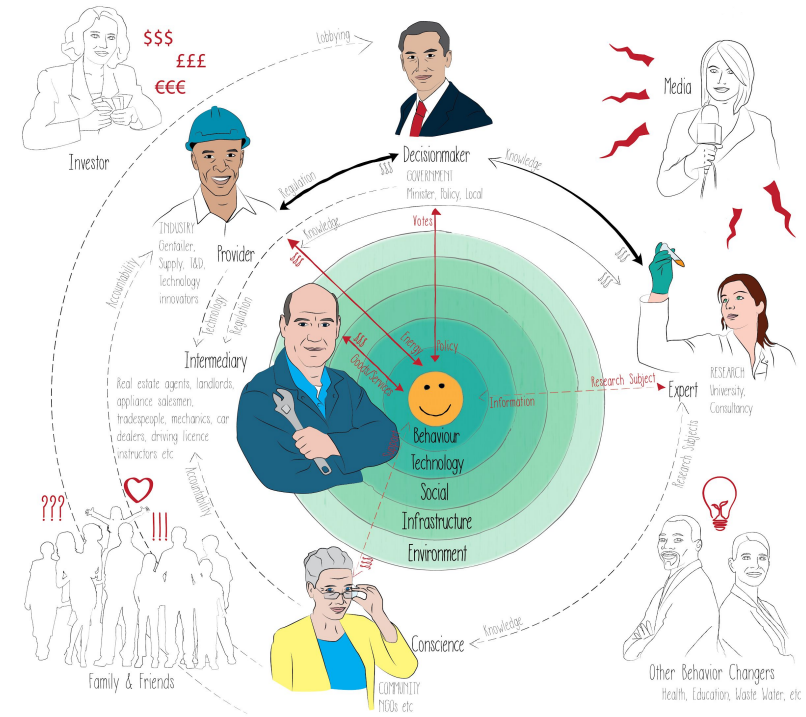 Lobbying
$$$
£££
€€€
Investor
Media
Decisionmaker
GOVERNMENT
Minister, Policy, Local
Regulation
$$$
Knowledge
Knowledge
Votes
$$$
$$$
INDUSTRY
Gentailer,
Supply, T&D,
Technology
innovators
Provider
$$$
Accountability
Technology
Regulation
Intermediary
Real estate agents, landlords,
appliance salesmen,
tradespeople, mechanics, car
dealers, driving licence
instructors etc
$$$
Goods/Services
Energy
Policy
Information
Research Subject
Expert
RESEARCH
University,
Consultancy
Behaviour
Technology
Social
Infrastructure
Environment
Accountability
Research Subjects
???
!!!
Family & Friends
$$$
Conscience
Knowledge
COMMUNITY
NGOs etc
Other Behavior Changers
Health, Education, Waste Water, etc